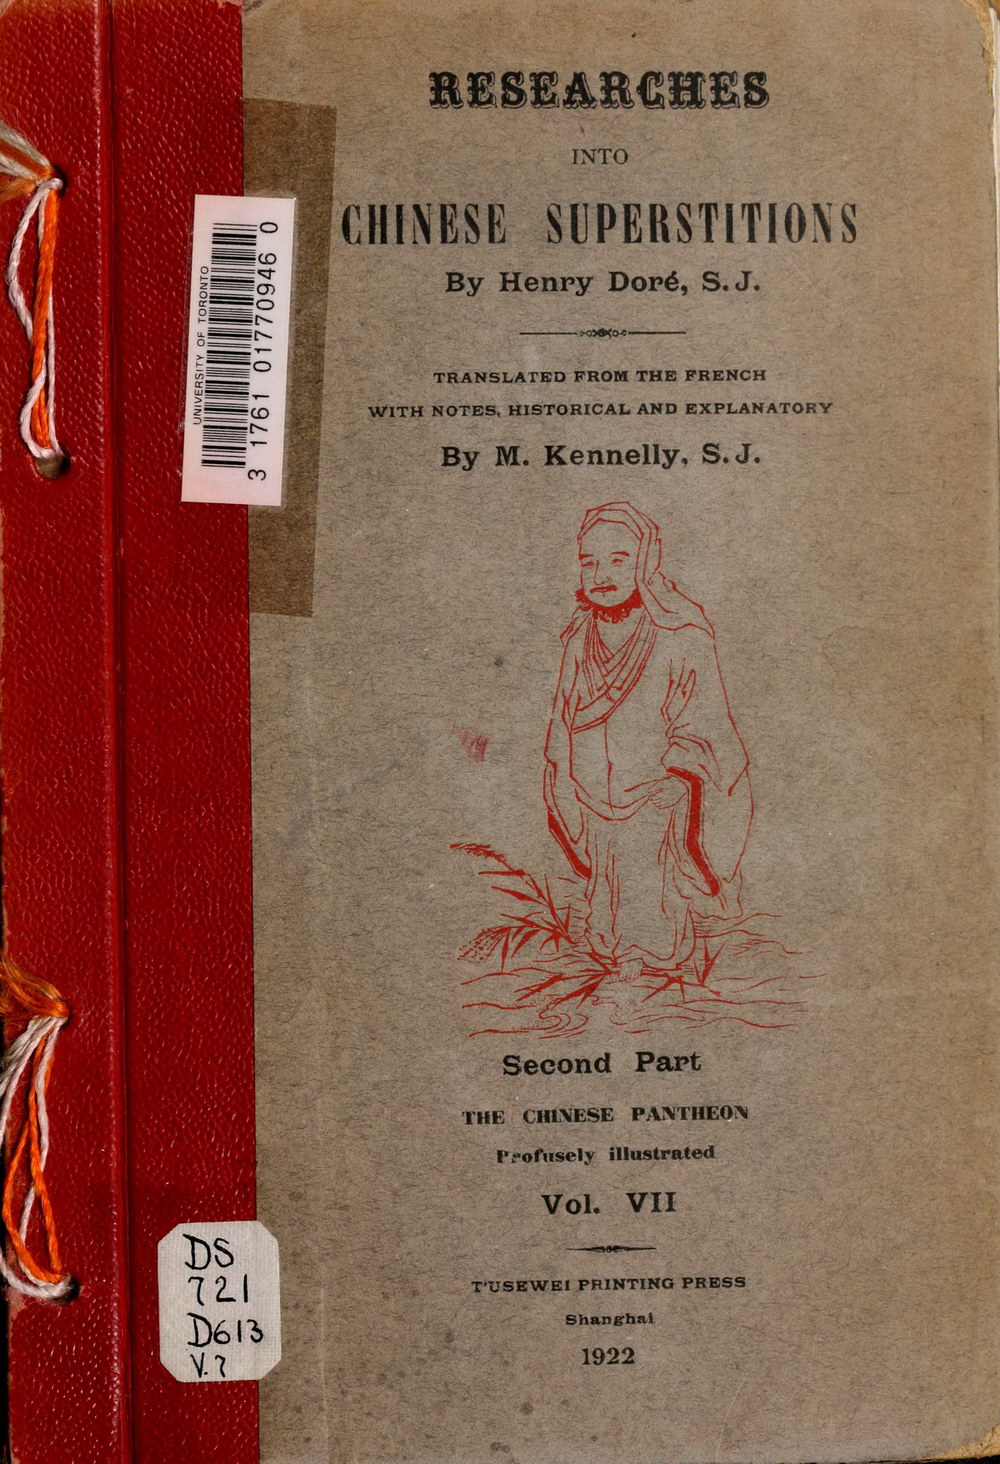 RESEARCHES
INTO
CHINESE SUPERSTITIONS
By Henry Doré, S.J.
TRANSLATED FROM THE FRENCH
WITH NOTES, HISTORICAL AND EXPLANATORY
By M. Kennelly, S.J.
Second Part
THE CHINESE PANTHEON
Profusely illustrated
Vol. VII
T'USEWEI PRINTING PRESS
Shanghai
1922
UNIVERSITY OF TORONTO
3 1761 01770946 0
DS
721
D613
V.7